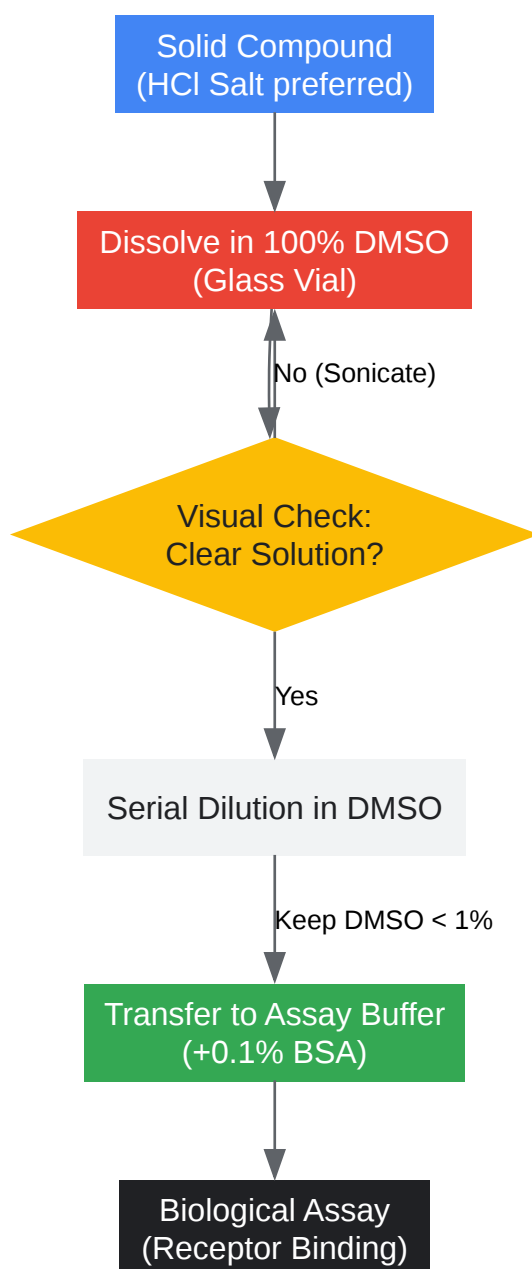 Solid Compound
(HCl Salt preferred)
Dissolve in 100% DMSO
(Glass Vial)
No (Sonicate)
Visual Check:
Clear Solution?
Yes
Serial Dilution in DMSO
Keep DMSO < 1%
Transfer to Assay Buffer
(+0.1% BSA)
Biological Assay
(Receptor Binding)